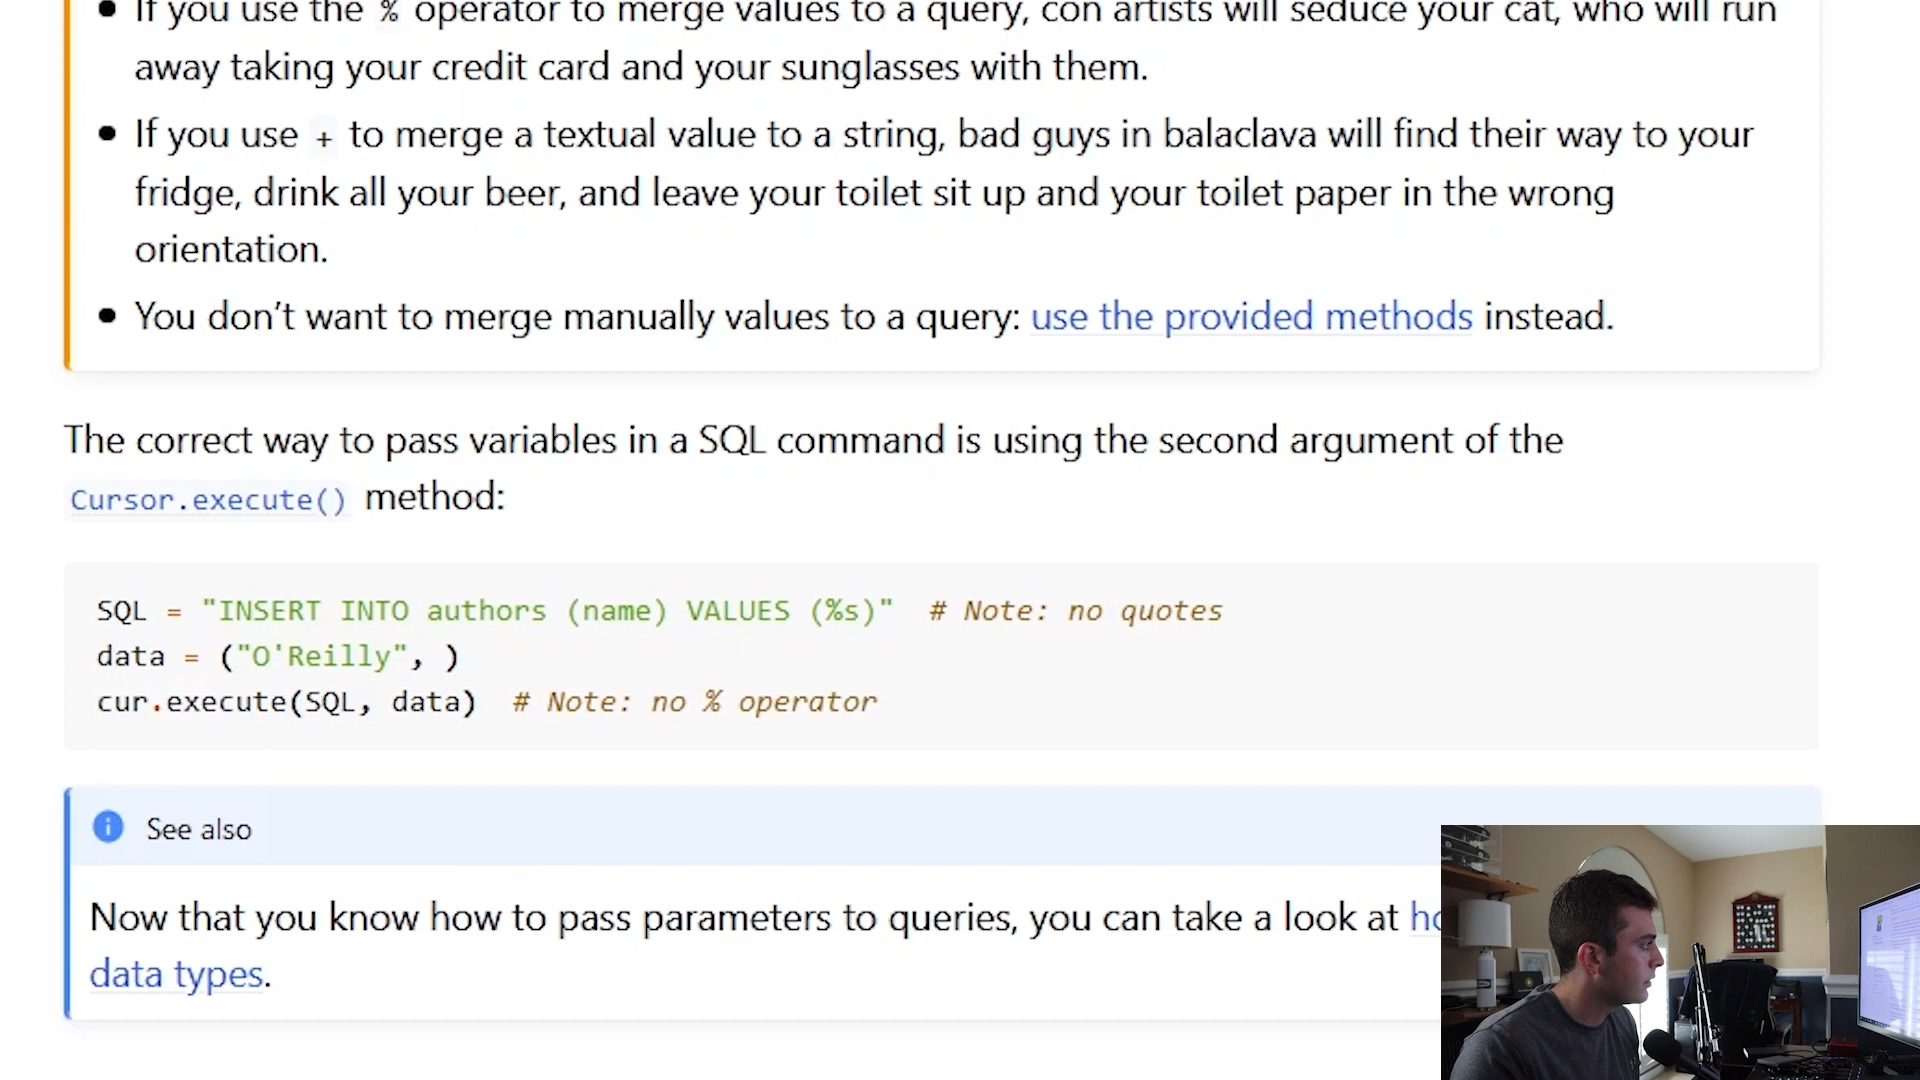 If you use the % operator to merge values to a query, con artists will seduce your cat, who will run
away taking your credit card and your sunglasses with them.
If you use + to merge a textual value to a string, bad guys in balaclava will find their way to your
fridge, drink all your beer, and leave your toilet sit up and your toilet paper in the wrong
orientation.
You don’t want to merge manually values to a query: use the provided methods instead.
The correct way to pass variables in a SQL command is using the second argument of the
Cursor.execute() method:
SQL = "INSERT INTO authors (name) VALUES (%s)" # Note: no quotes
data = ("O'Reilly", )
cur.execute(SQL, data) # Note: no % operator
See also
Now that you know how to pass parameters to queries, you can take a look at
data types.